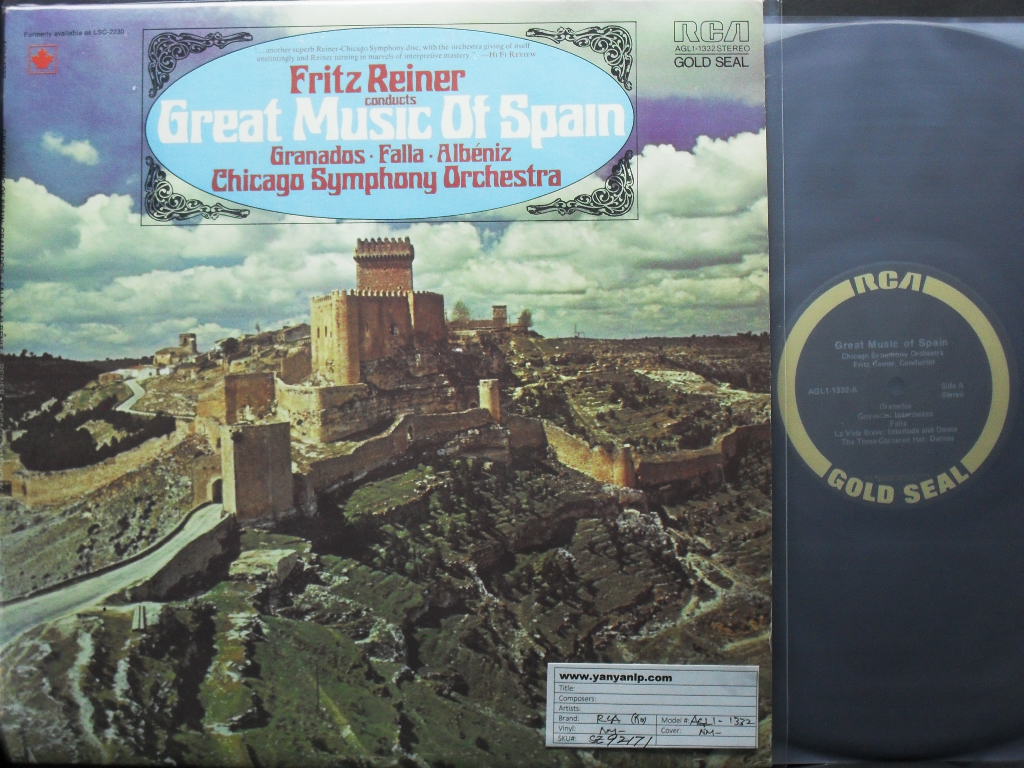 Formerly available as LSC-2230
"...another superb Reiner-Chicago Symphony disc, with the orchestra giving of itself
unstintingly and Reiner turning in marvels of interpretive mastery." —HI FI REVIEW
Fritz Reiner
conducts
Great Music Of Spain
Granados · Falla · Albéniz
Chicago Symphony Orchestra
RCA
AGL1-1332 STEREO
GOLD SEAL
RCA
Great Music of Spain
Chicago Symphony Orchestra
Fritz Reiner, Conductor
AGL1-1332-A
Side A
Stereo
Granados
Goyescas: Intermezzo
Falla
La Vida Breve: Interlude and Dance
The Three-Cornered Hat: Dances
GOLD SEAL
www.yanyanlp.com
Title:
Composers:
Artists:
Brand: RCA Model #: AGL1-1332
Vinyl: NM- Cover: NM-
SKU#: SZ92171